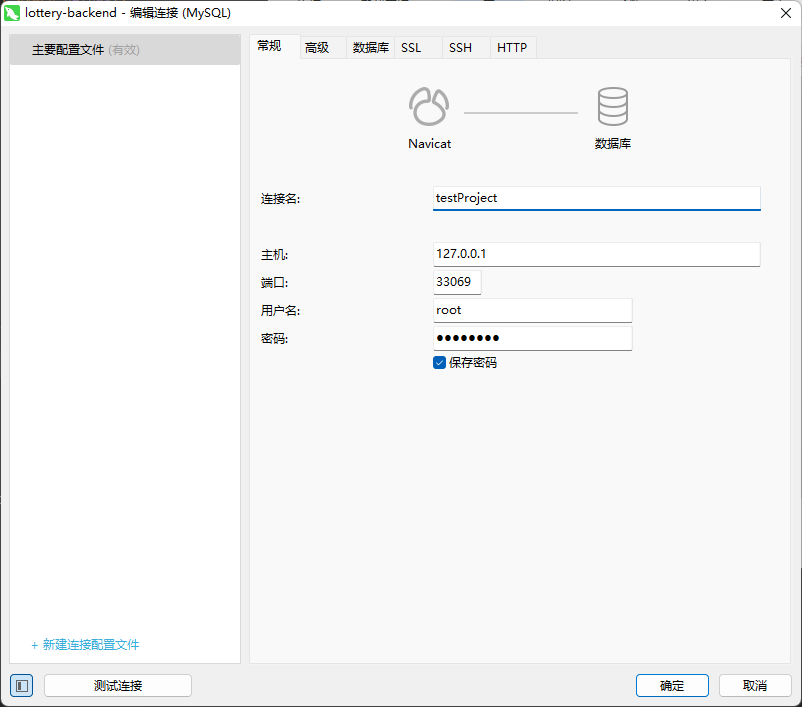 lottery-backend - 编辑连接 (MySQL)
主要配置文件 (有效)
常规 高级 数据库 SSL SSH HTTP
Navicat 数据库
连接名: testProject
主机: 127.0.0.1
端口: 33069
用户名: root
密码: ●●●●●●●●
保存密码
+ 新建连接配置文件
测试连接 确定 取消